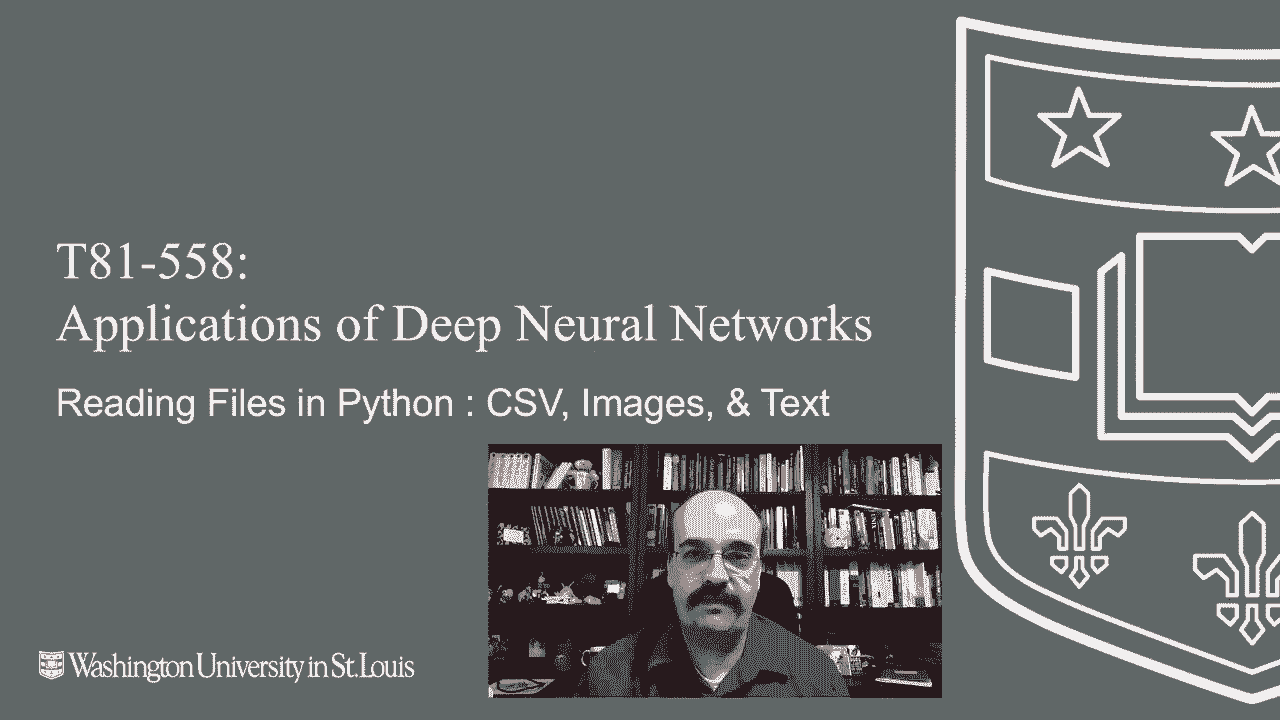 T81-558:
Applications of Deep Neural Networks
Reading Files in Python : CSV, Images, & Text
Washington University in St. Louis